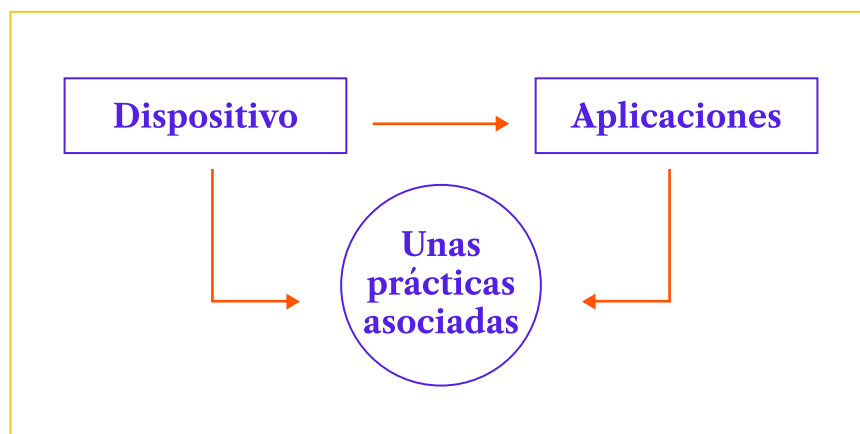 Dispositivo
Aplicaciones
Unas
prácticas
asociadas